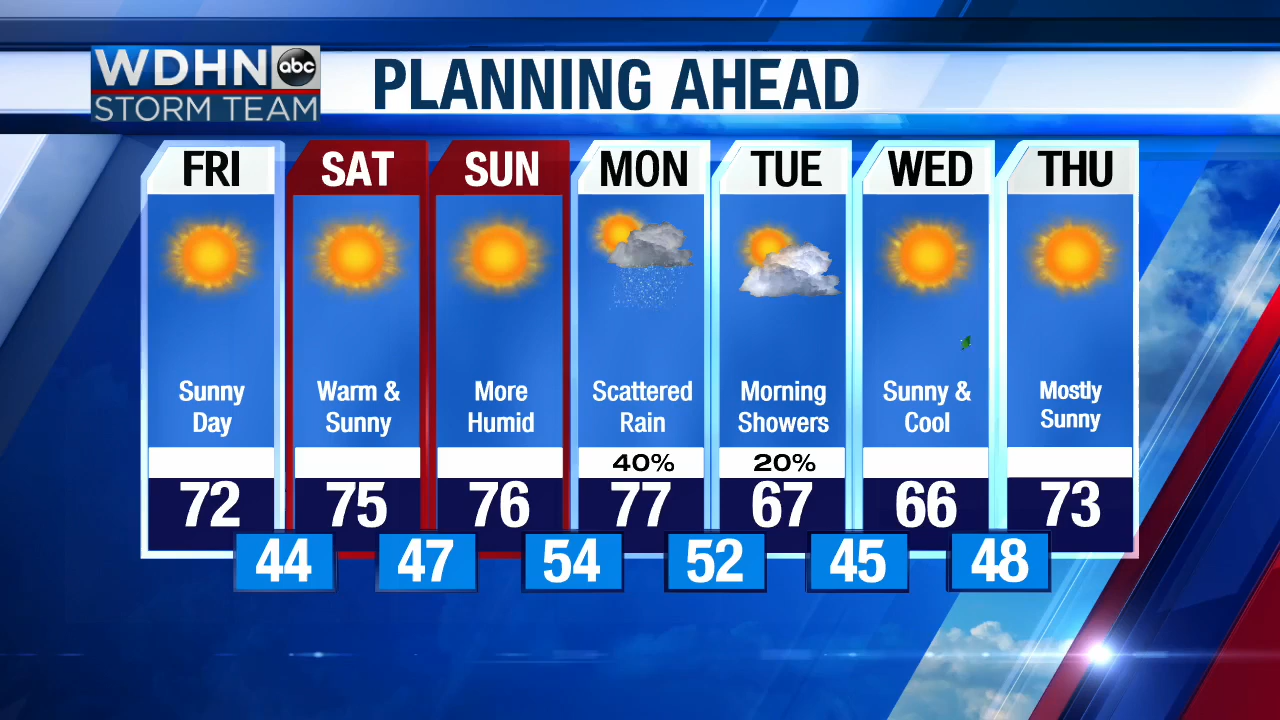 WDHN abc
STORM TEAM
PLANNING AHEAD
FRI SAT SUN MON TUE WED THU
Sunny Warm & More Scattered Morning Sunny & Mostly
Day Sunny Humid Rain Showers Cool Sunny
40% 20%
72 75 76 77 67 66 73
44 47 54 52 45 48